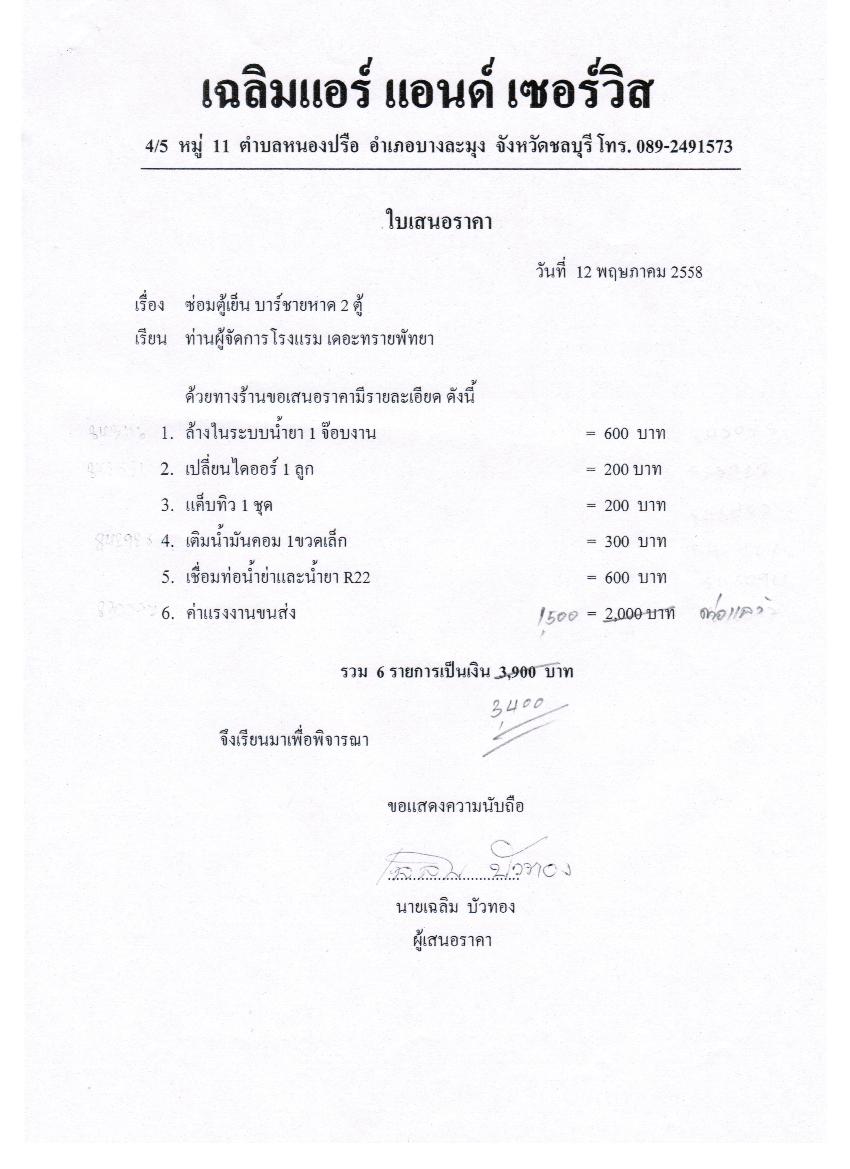 เฉลิมแอร์ แอนด์ เซอร์วิส
4/5 หมู่ 11 ตำบลหนองปรือ อำเภอบางละมุง จังหวัดชลบุรี โทร. 089-2491573
ใบเสนอราคา
วันที่ 12 พฤษภาคม 2558
เรื่อง ซ่อมตู้เย็น บาร์ชายหาด 2 ตู้
เรียน ท่านผู้จัดการโรงแรม เดอะทรายพัทยา
ด้วยทางร้านขอเสนอราคามีรายละเอียด ดังนี้
1. ล้างในระบบน้ำยา 1 จ๊อบงาน = 600 บาท
2. เปลี่ยนไดออร์ 1 ลูก = 200 บาท
3. แค็บทิว 1 ชุด = 200 บาท
4. เติมน้ำมันคอม 1ขวดเล็ก = 300 บาท
5. เชื่อมท่อน้ำย่าและน้ำยา R22 = 600 บาท
6. ค่าแรงงานขนส่ง 1,500 = 2,000 บาท ต่อแล้ว
รวม 6 รายการเป็นเงิน 3,900 บาท
3,400
จึงเรียนมาเพื่อพิจารณา
ขอแสดงความนับถือ
เฉลิม บัวทอง
นายเฉลิม บัวทอง
ผู้เสนอราคา